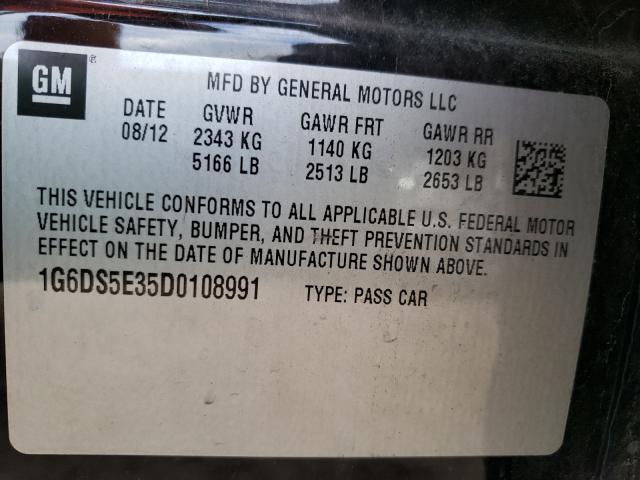 GM ®
MFD BY GENERAL MOTORS LLC
DATE GVWR GAWR FRT GAWR RR
08/12 2343 KG 1140 KG 1203 KG
5166 LB 2513 LB 2653 LB
THIS VEHICLE CONFORMS TO ALL APPLICABLE U.S. FEDERAL MOTOR
VEHICLE SAFETY, BUMPER, AND THEFT PREVENTION STANDARDS IN
EFFECT ON THE DATE OF MANUFACTURE SHOWN ABOVE.
1G6DS5E35D0108991 TYPE: PASS CAR